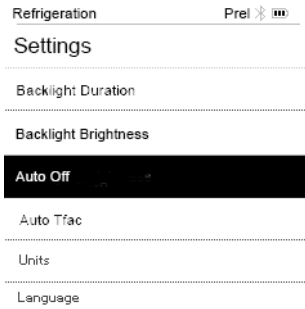 Refrigeration Prel
Settings
Backlight Duration
Backlight Brightness
Auto Off
Auto Tfac
Units
Language